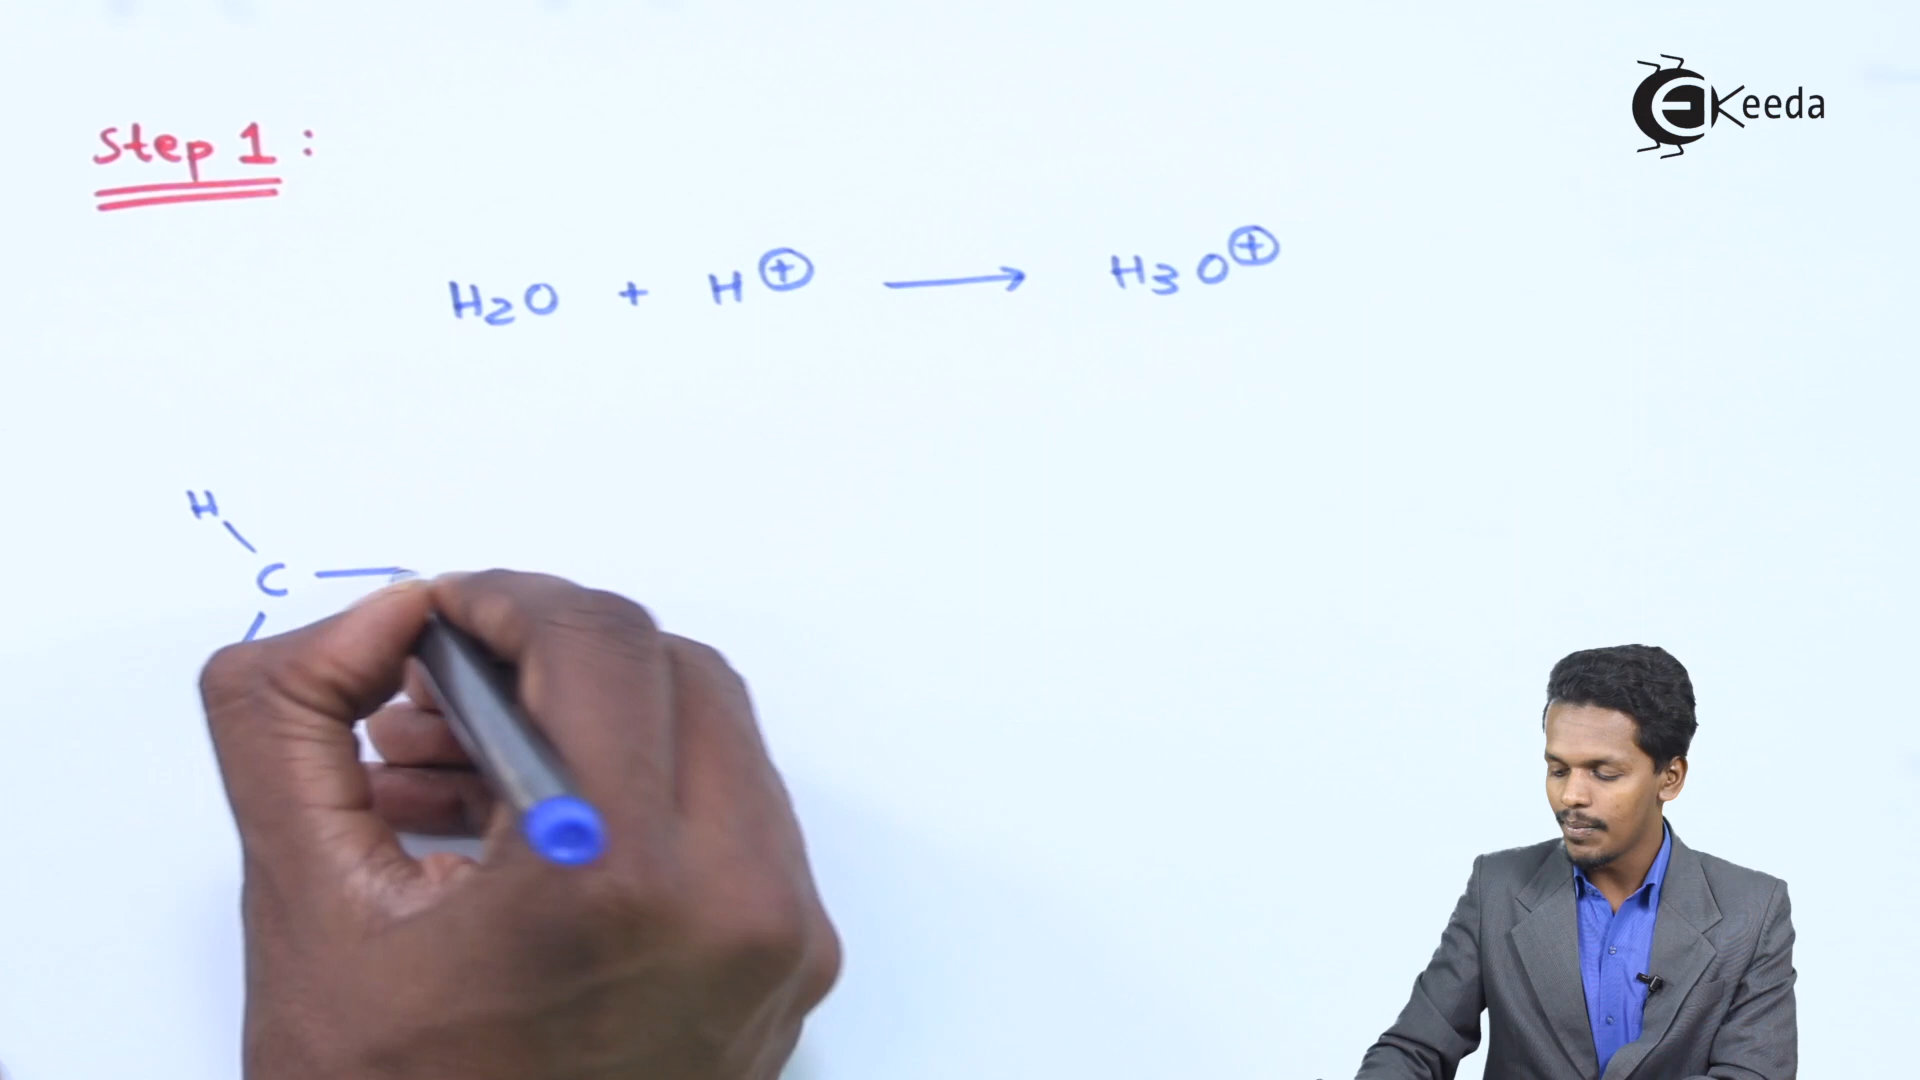 Keeda
Step 1 :
H2O + H⊕ ⟶ H3O⊕
H
C